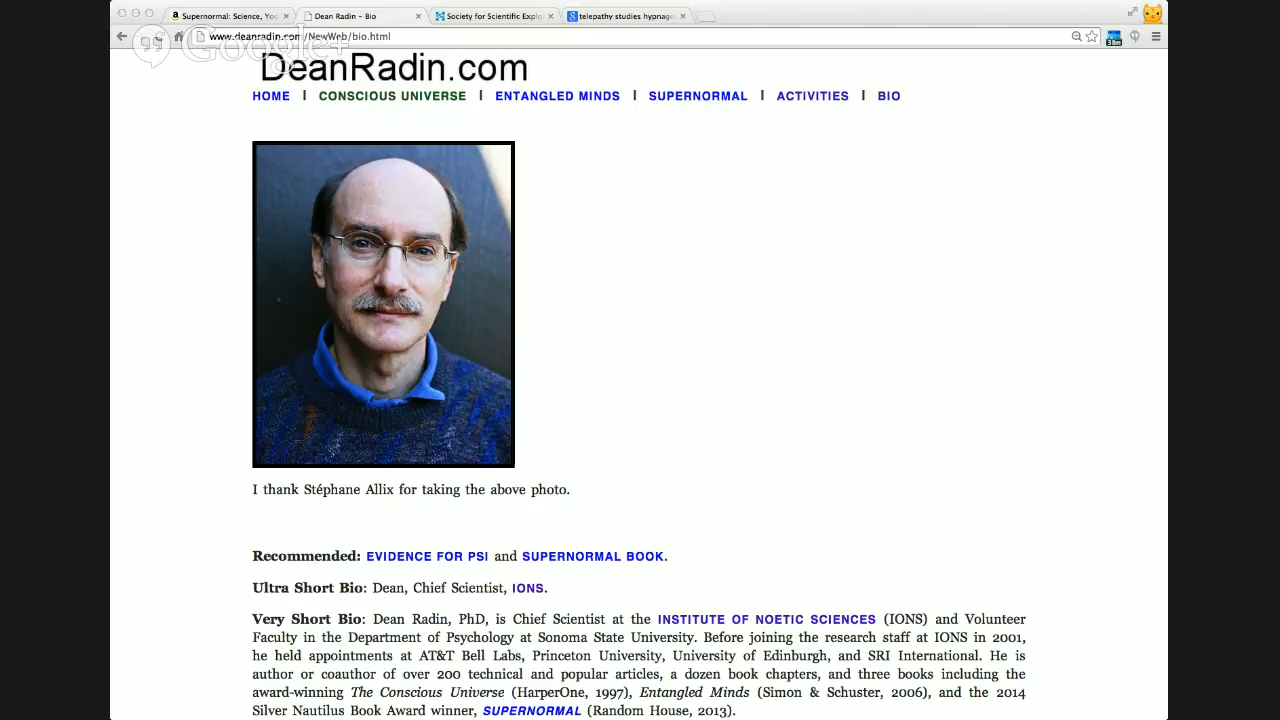 Supernormal: Science, Yo
Dean Radin - Bio
Society for Scientific Explo
telepathy studies hypnago
www.deanradin.com/NewWeb/bio.html
38m
Google+
DeanRadin.com
HOME | CONSCIOUS UNIVERSE | ENTANGLED MINDS | SUPERNORMAL | ACTIVITIES | BIO
I thank Stéphane Allix for taking the above photo.
Recommended: EVIDENCE FOR PSI and SUPERNORMAL BOOK.
Ultra Short Bio: Dean, Chief Scientist, IONS.
Very Short Bio: Dean Radin, PhD, is Chief Scientist at the INSTITUTE OF NOETIC SCIENCES (IONS) and Volunteer
Faculty in the Department of Psychology at Sonoma State University. Before joining the research staff at IONS in 2001,
he held appointments at AT&T Bell Labs, Princeton University, University of Edinburgh, and SRI International. He is
author or coauthor of over 200 technical and popular articles, a dozen book chapters, and three books including the
award-winning The Conscious Universe (HarperOne, 1997), Entangled Minds (Simon & Schuster, 2006), and the 2014
Silver Nautilus Book Award winner, SUPERNORMAL (Random House, 2013).